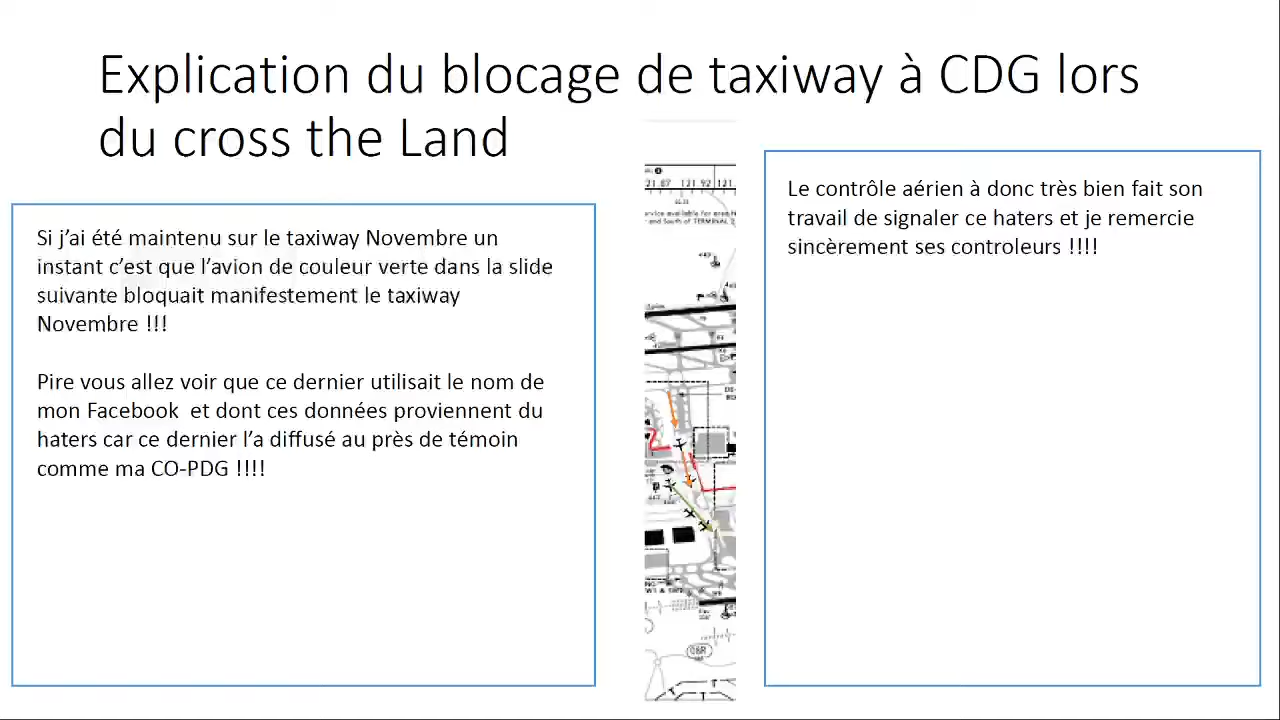 Explication du blocage de taxiway à CDG lors
du cross the Land
Si j’ai été maintenu sur le taxiway Novembre un
instant c’est que l’avion de couleur verte dans la slide
suivante bloquait manifestement le taxiway
Novembre !!!
Pire vous allez voir que ce dernier utilisait le nom de
mon Facebook  et dont ces données proviennent du
haters car ce dernier l’a diffusé au près de témoin
comme ma CO-PDG !!!!
Le contrôle aérien à donc très bien fait son
travail de signaler ce haters et je remercie
sincèrement ses controleurs !!!!